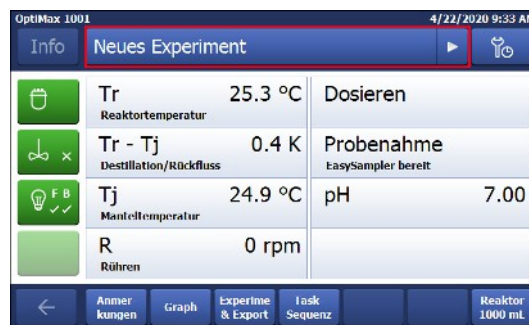 OptiMax 1001
4/22/2020 9:33 AM
Info
Neues Experiment
Tr
25.3 °C
Reaktortemperatur
Tr - Tj
0.4 K
Destillation/Rückfluss
Tj
24.9 °C
Manteltemperatur
R
0 rpm
Rühren
Dosieren
Probenahme
EasySampler bereit
pH
7.00
F B
Anmer
kungen
Graph
Experime
& Export
Task
Sequenz
Reaktor
1000 mL